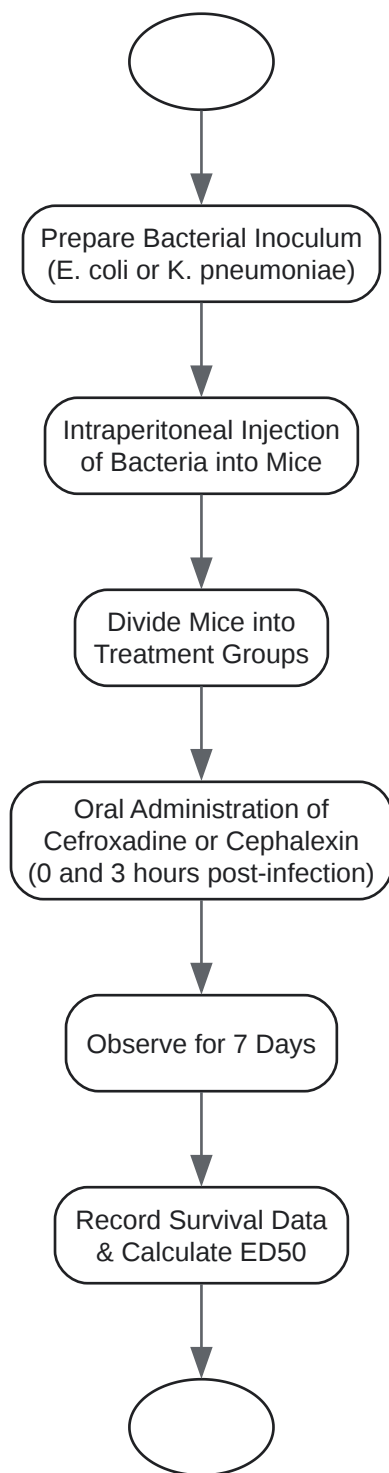 Prepare Bacterial Inoculum
(E. coli or K. pneumoniae)
Intraperitoneal Injection
of Bacteria into Mice
Divide Mice into
Treatment Groups
Oral Administration of
Cefroxadine or Cephalexin
(0 and 3 hours post-infection)
Observe for 7 Days
Record Survival Data
& Calculate ED50